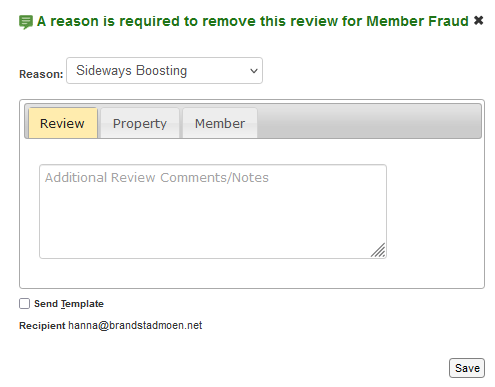 A reason is required to remove this review for Member Fraud ✖
Reason: Sideways Boosting
Review Property Member
Additional Review Comments/Notes
Send Template
Recipient hanna@brandstadmoen.net
Save